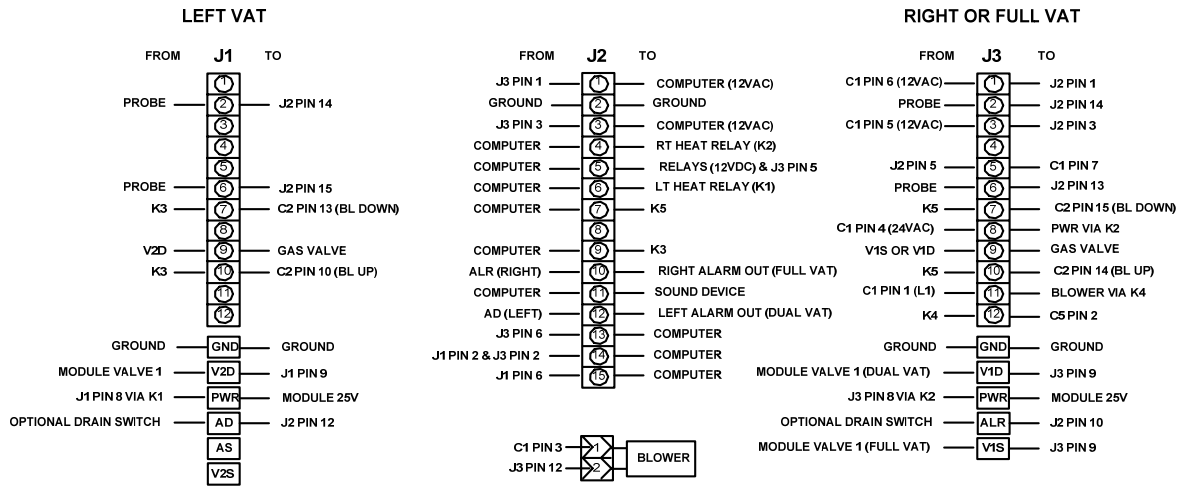 LEFT VAT
FROM J1 TO
1
PROBE 2 J2 PIN 14
3
4
5
PROBE 6 J2 PIN 15
K3 7 C2 PIN 13 (BL DOWN)
8
V2D 9 GAS VALVE
K3 10 C2 PIN 10 (BL UP)
11
12
GROUND GND GROUND
MODULE VALVE 1 V2D J1 PIN 9
J1 PIN 8 VIA K1 PWR MODULE 25V
OPTIONAL DRAIN SWITCH AD J2 PIN 12
AS
V2S
FROM J2 TO
J3 PIN 1 1 COMPUTER (12VAC)
GROUND 2 GROUND
J3 PIN 3 3 COMPUTER (12VAC)
COMPUTER 4 RT HEAT RELAY (K2)
COMPUTER 5 RELAYS (12VDC) & J3 PIN 5
COMPUTER 6 LT HEAT RELAY (K1)
COMPUTER 7 K5
8
COMPUTER 9 K3
ALR (RIGHT) 10 RIGHT ALARM OUT (FULL VAT)
COMPUTER 11 SOUND DEVICE
AD (LEFT) 12 LEFT ALARM OUT (DUAL VAT)
J3 PIN 6 13 COMPUTER
J1 PIN 2 & J3 PIN 2 14 COMPUTER
J1 PIN 6 15 COMPUTER
C1 PIN 3 1
J3 PIN 12 2
BLOWER
RIGHT OR FULL VAT
FROM J3 TO
C1 PIN 6 (12VAC) 1 J2 PIN 1
PROBE 2 J2 PIN 14
C1 PIN 5 (12VAC) 3 J2 PIN 3
4
J2 PIN 5 5 C1 PIN 7
PROBE 6 J2 PIN 13
K5 7 C2 PIN 15 (BL DOWN)
C1 PIN 4 (24VAC) 8 PWR VIA K2
V1S OR V1D 9 GAS VALVE
K5 10 C2 PIN 14 (BL UP)
C1 PIN 1 (L1) 11 BLOWER VIA K4
K4 12 C5 PIN 2
GROUND GND GROUND
MODULE VALVE 1 (DUAL VAT) V1D J3 PIN 9
J3 PIN 8 VIA K2 PWR MODULE 25V
OPTIONAL DRAIN SWITCH ALR J2 PIN 10
MODULE VALVE 1 (FULL VAT) V1S J3 PIN 9